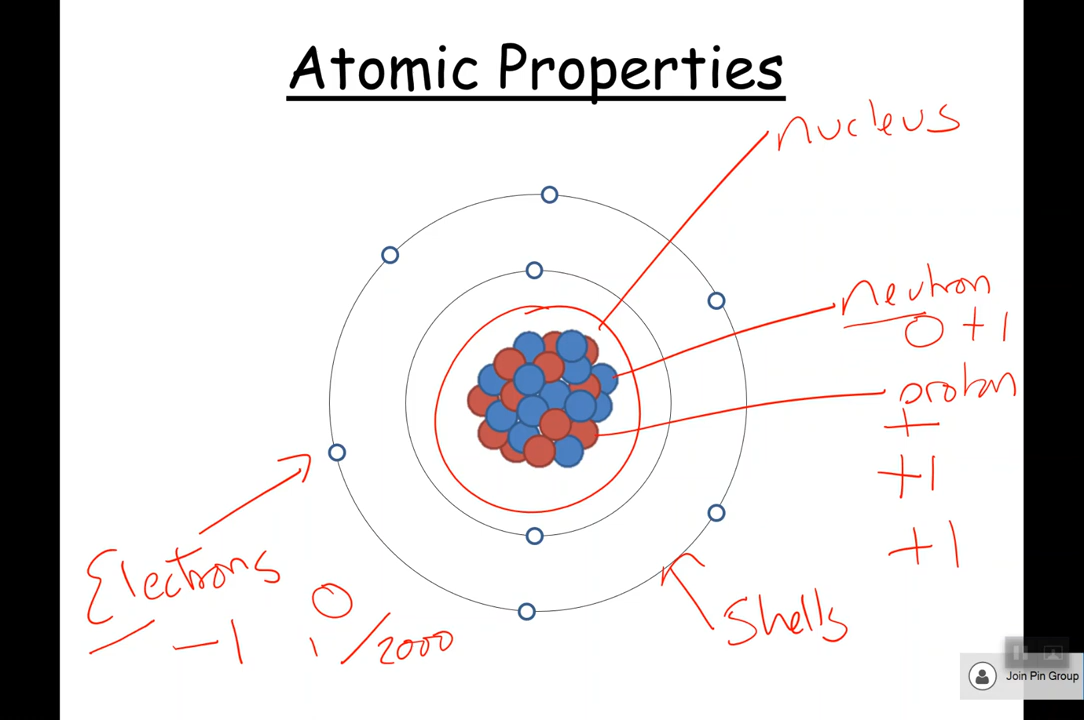 Atomic Properties
nucleus
neutron
0 +1
proton
+
+1
+1
Electrons
-1
0
1/2000
Shells
Join Pin Group